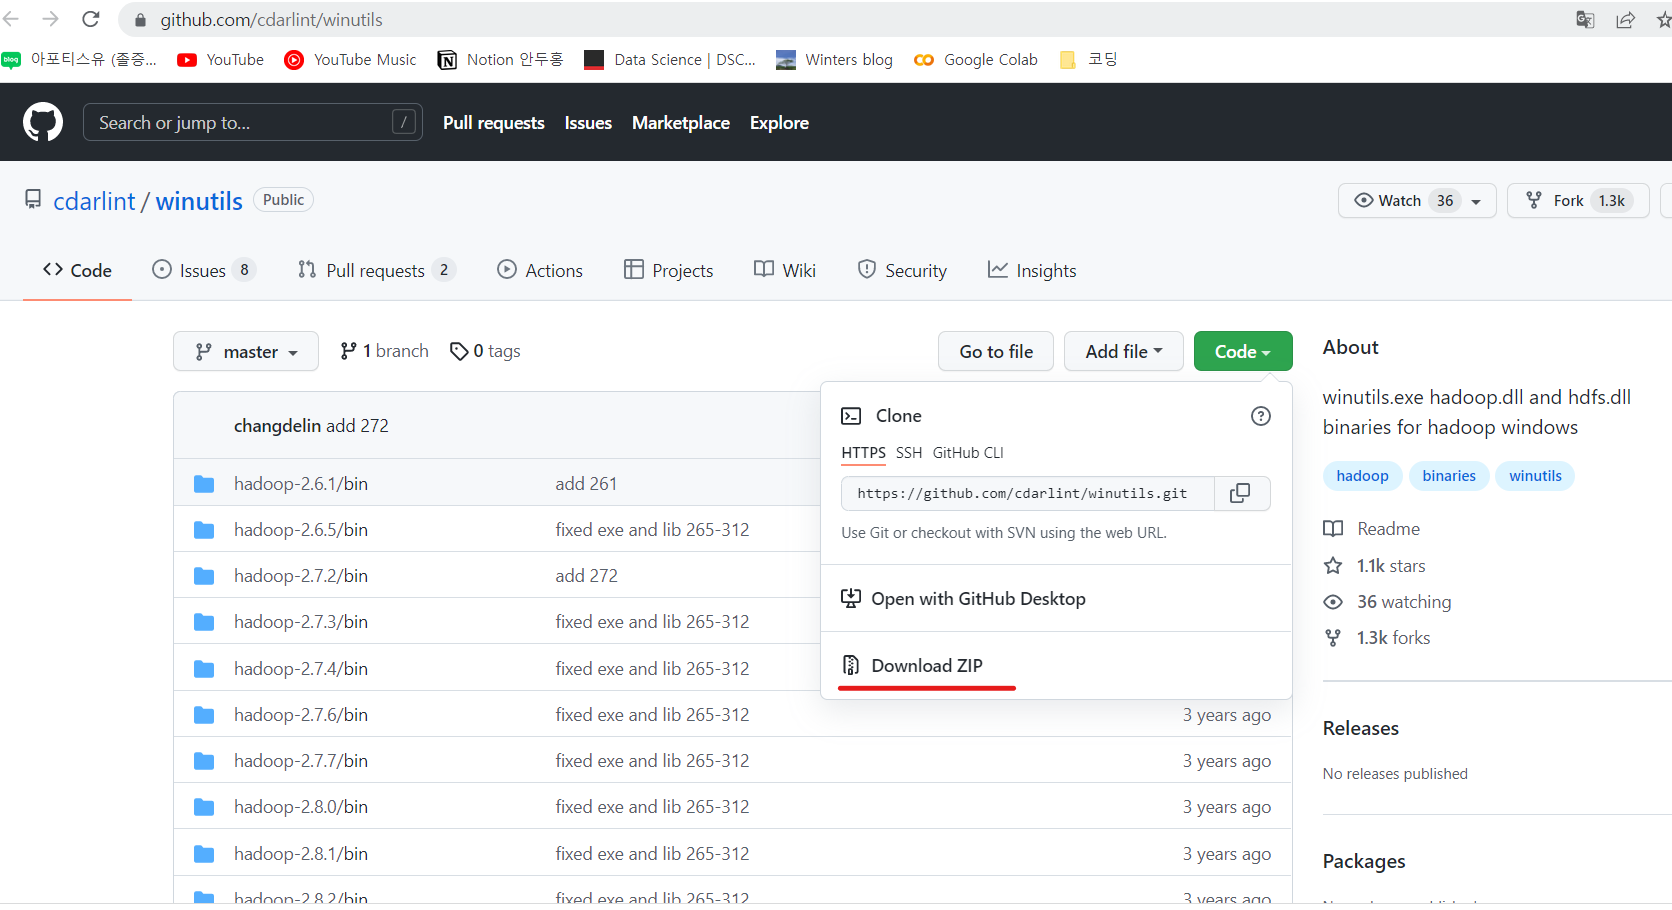 github.com/cdarlint/winutils
blog 아포티스유 (졸증... YouTube YouTube Music Notion 안두홍 Data Science | DSC... Winters blog Google Colab 코딩
Search or jump to... / Pull requests Issues Marketplace Explore
cdarlint / winutils Public Watch 36 Fork 1.3k
Code Issues 8 Pull requests 2 Actions Projects Wiki Security Insights
master 1 branch 0 tags Go to file Add file Code
changdelin add 272
hadoop-2.6.1/bin add 261
hadoop-2.6.5/bin fixed exe and lib 265-312
hadoop-2.7.2/bin add 272
hadoop-2.7.3/bin fixed exe and lib 265-312
hadoop-2.7.4/bin fixed exe and lib 265-312
hadoop-2.7.6/bin fixed exe and lib 265-312 3 years ago
hadoop-2.7.7/bin fixed exe and lib 265-312 3 years ago
hadoop-2.8.0/bin fixed exe and lib 265-312 3 years ago
hadoop-2.8.1/bin fixed exe and lib 265-312 3 years ago
hadoop-2.8.2/bin fixed exe and lib 265-312 3 years ago
Clone
HTTPS SSH GitHub CLI
https://github.com/cdarlint/winutils.git
Use Git or checkout with SVN using the web URL.
Open with GitHub Desktop
Download ZIP
About
winutils.exe hadoop.dll and hdfs.dll
binaries for hadoop windows
hadoop binaries winutils
Readme
1.1k stars
36 watching
1.3k forks
Releases
No releases published
Packages